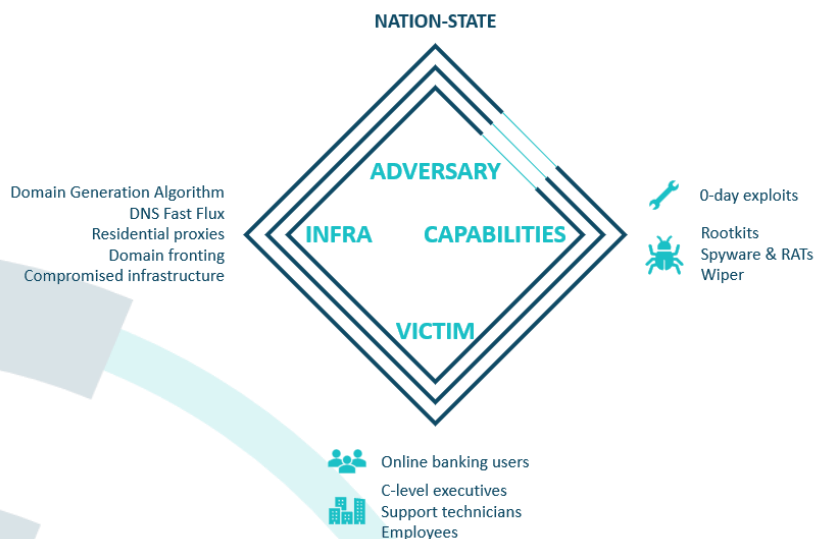 NATION-STATE
ADVERSARY
INFRA
CAPABILITIES
VICTIM
Domain Generation Algorithm
DNS Fast Flux
Residential proxies
Domain fronting
Compromised infrastructure
0-day exploits
Rootkits
Spyware & RATs
Wiper
Online banking users
C-level executives
Support technicians
Employees